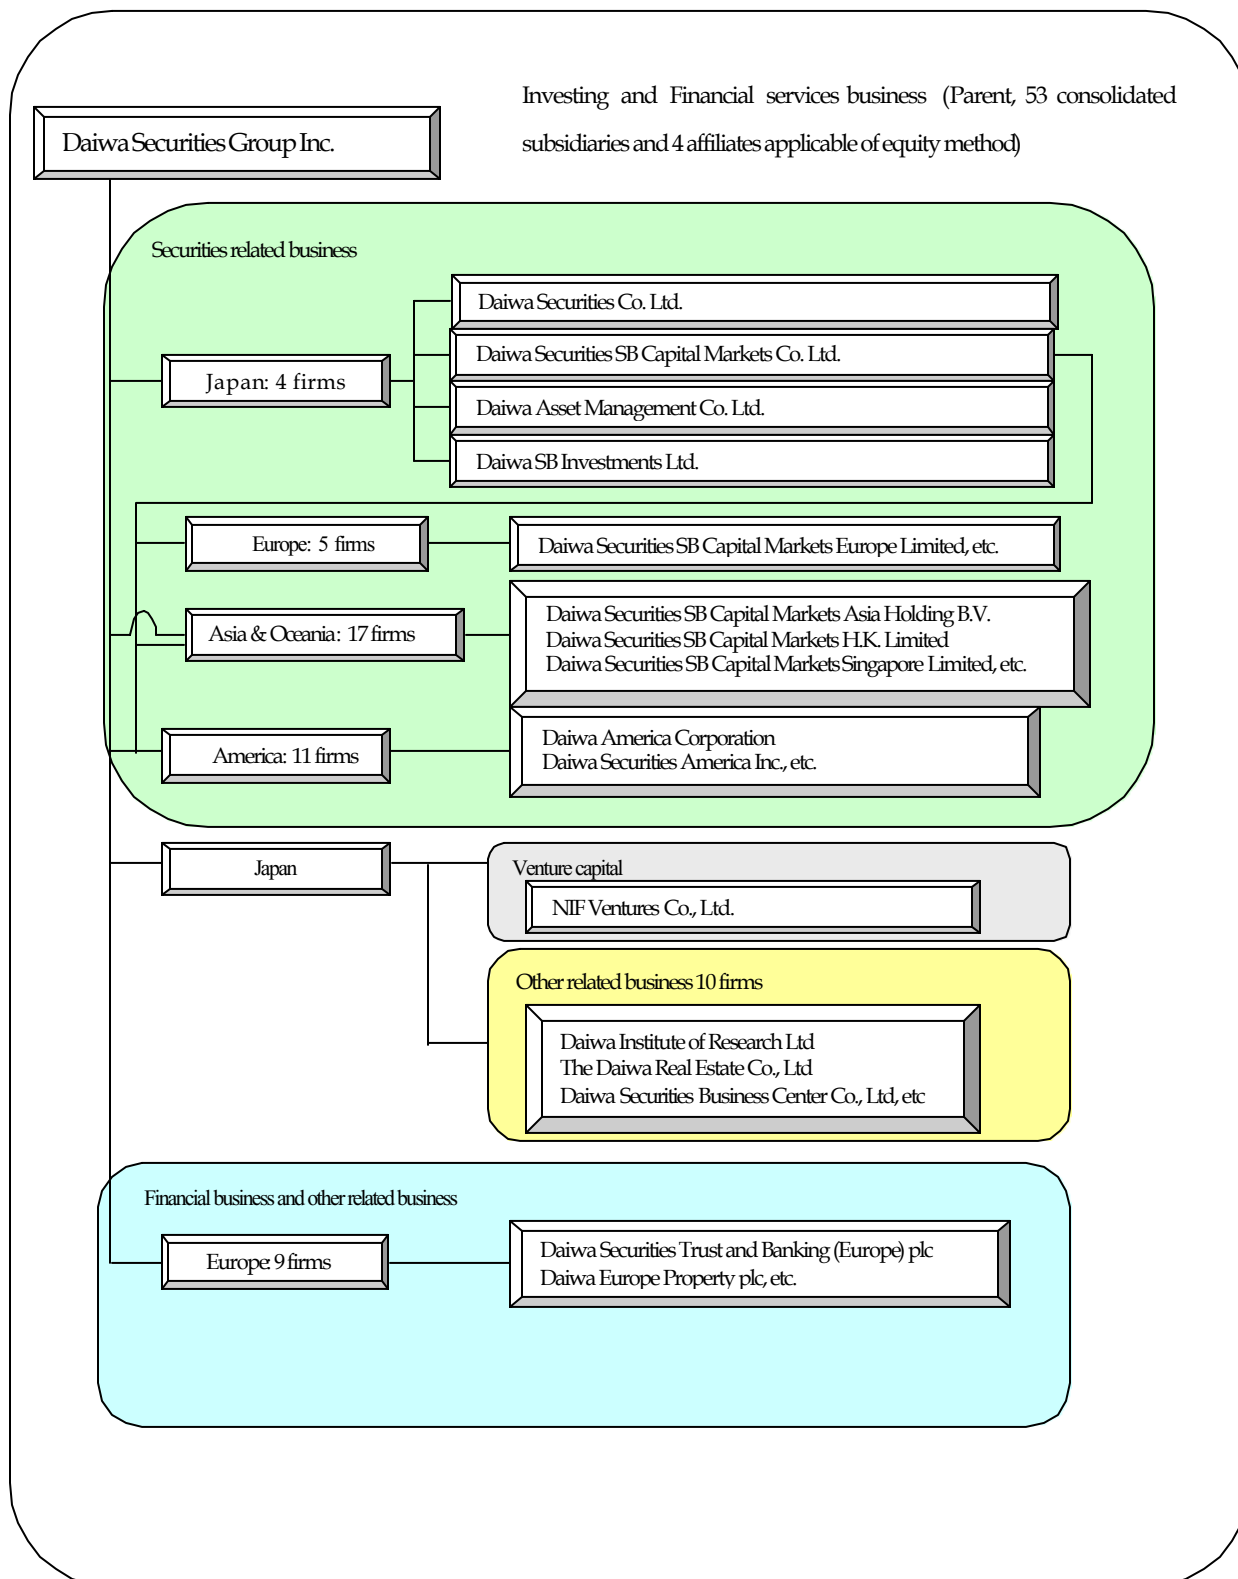 Investing and Financial services business (Parent, 53 consolidated
subsidiaries and 4 affiliates applicable of equity method)
Daiwa Securities Group Inc.
Securities related business
Daiwa Securities Co. Ltd.
Daiwa Securities SB Capital Markets Co. Ltd.
Japan: 4 firms
Daiwa Asset Management Co. Ltd.
Daiwa SB Investments Ltd.
Europe: 5 firms
Daiwa Securities SB Capital Markets Europe Limited, etc.
Asia & Oceania: 17 firms
Daiwa Securities SB Capital Markets Asia Holding B.V.
Daiwa Securities SB Capital Markets H.K. Limited
Daiwa Securities SB Capital Markets Singapore Limited, etc.
America: 11 firms
Daiwa America Corporation
Daiwa Securities America Inc., etc.
Japan
Venture capital
NIF Ventures Co., Ltd.
Other related business 10 firms
Daiwa Institute of Research Ltd
The Daiwa Real Estate Co., Ltd
Daiwa Securities Business Center Co., Ltd, etc
Financial business and other related business
Europe: 9 firms
Daiwa Securities Trust and Banking (Europe) plc
Daiwa Europe Property plc, etc.